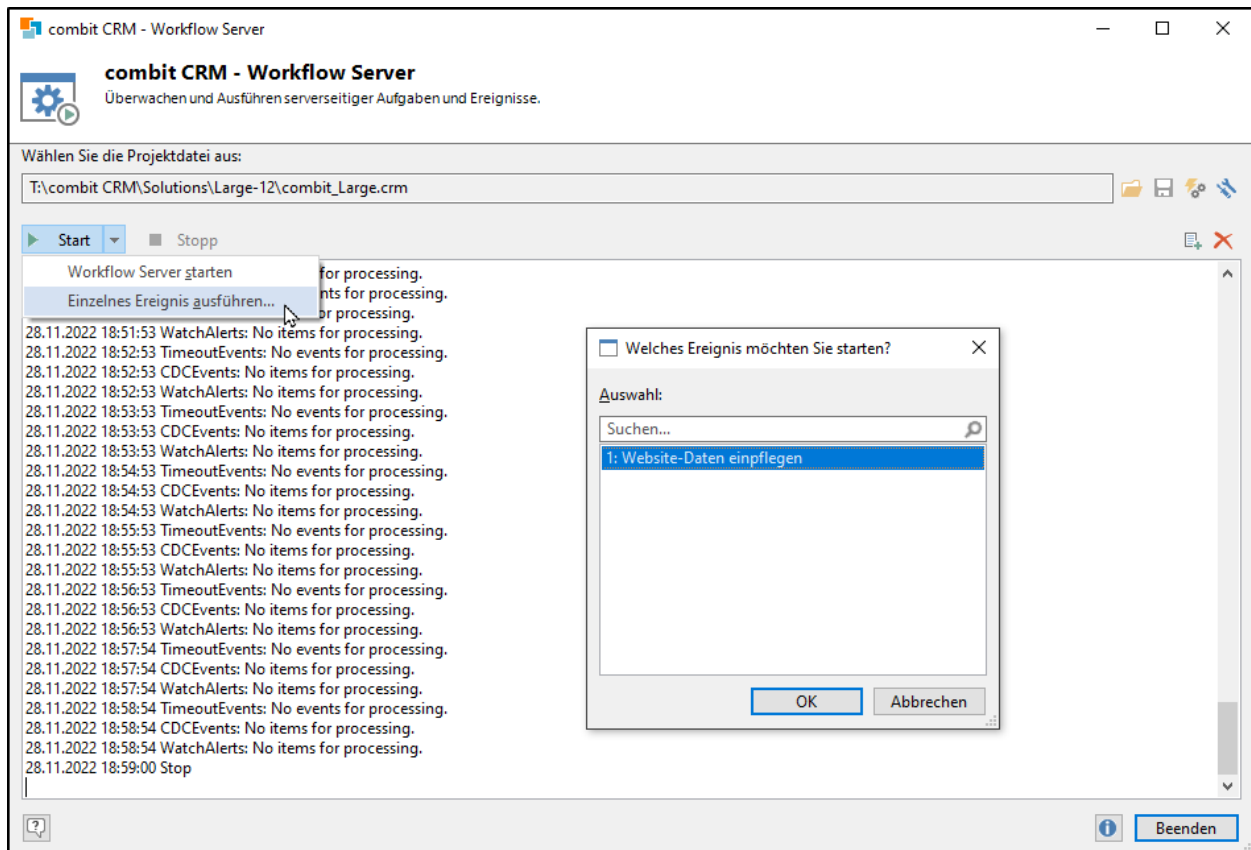 combit CRM - Workflow Server
combit CRM - Workflow Server
Überwachen und Ausführen serverseitiger Aufgaben und Ereignisse.
Wählen Sie die Projektdatei aus:
T:\combit CRM\Solutions\Large-12\combit_Large.crm
Start
Stopp
Workflow Server starten
Einzelnes Ereignis ausführen...
for processing.
nts for processing.
or processing.
28.11.2022 18:51:53 WatchAlerts: No items for processing.
28.11.2022 18:52:53 TimeoutEvents: No events for processing.
28.11.2022 18:52:53 CDCEvents: No items for processing.
28.11.2022 18:52:53 WatchAlerts: No items for processing.
28.11.2022 18:53:53 TimeoutEvents: No events for processing.
28.11.2022 18:53:53 CDCEvents: No items for processing.
28.11.2022 18:53:53 WatchAlerts: No items for processing.
28.11.2022 18:54:53 TimeoutEvents: No events for processing.
28.11.2022 18:54:53 CDCEvents: No items for processing.
28.11.2022 18:54:53 WatchAlerts: No items for processing.
28.11.2022 18:55:53 TimeoutEvents: No events for processing.
28.11.2022 18:55:53 CDCEvents: No items for processing.
28.11.2022 18:55:53 WatchAlerts: No items for processing.
28.11.2022 18:56:53 TimeoutEvents: No events for processing.
28.11.2022 18:56:53 CDCEvents: No items for processing.
28.11.2022 18:56:53 WatchAlerts: No items for processing.
28.11.2022 18:57:54 TimeoutEvents: No events for processing.
28.11.2022 18:57:54 CDCEvents: No items for processing.
28.11.2022 18:57:54 WatchAlerts: No items for processing.
28.11.2022 18:58:54 TimeoutEvents: No events for processing.
28.11.2022 18:58:54 CDCEvents: No items for processing.
28.11.2022 18:58:54 WatchAlerts: No items for processing.
28.11.2022 18:59:00 Stop
Welches Ereignis möchten Sie starten?
Auswahl:
Suchen...
1: Website-Daten einpflegen
OK
Abbrechen
Beenden